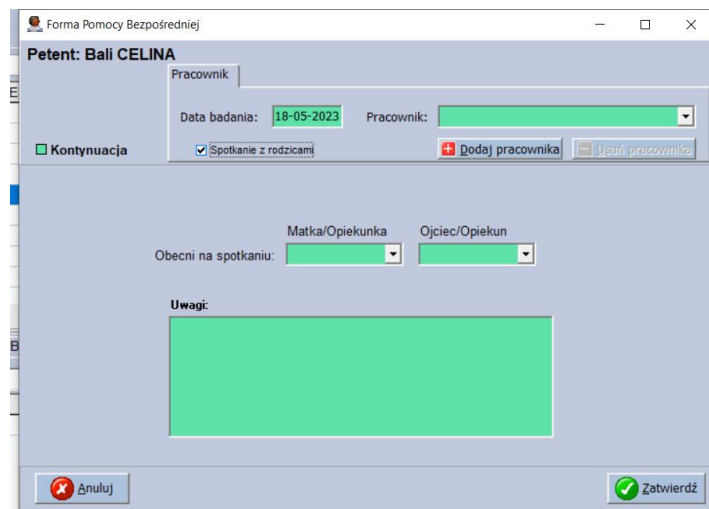 Forma Pomocy Bezpośredniej
Petent: Bali CELINA
Pracownik
Data badania: 18-05-2023 Pracownik:
Kontynuacja Spotkanie z rodzicami Dodaj pracownika Usuń pracownika
Matka/Opiekunka Ojciec/Opiekun
Obecni na spotkaniu:
Uwagi:
Anuluj Zatwierdź
E
B